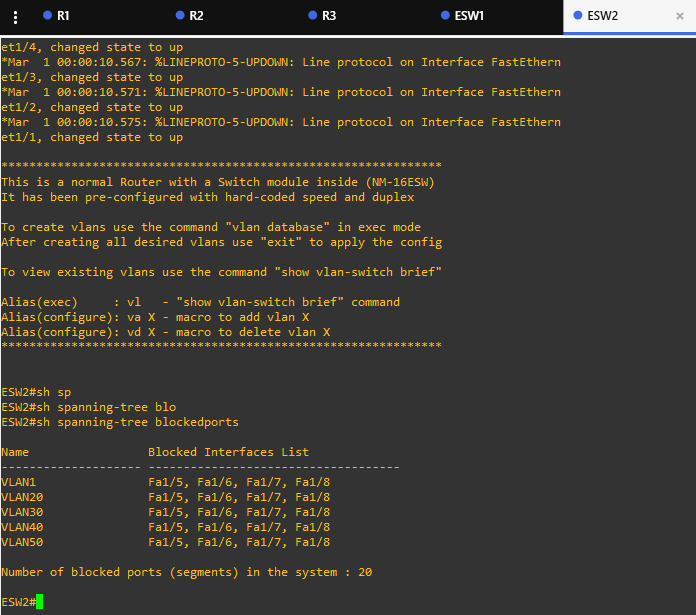 R1 R2 R3 ESW1 ESW2 ×
et1/4, changed state to up
*Mar  1 00:00:10.567: %LINEPROTO-5-UPDOWN: Line protocol on Interface FastEthern
et1/3, changed state to up
*Mar  1 00:00:10.571: %LINEPROTO-5-UPDOWN: Line protocol on Interface FastEthern
et1/2, changed state to up
*Mar  1 00:00:10.575: %LINEPROTO-5-UPDOWN: Line protocol on Interface FastEthern
et1/1, changed state to up
***************************************************************
This is a normal Router with a Switch module inside (NM-16ESW)
It has been pre-configured with hard-coded speed and duplex
To create vlans use the command "vlan database" in exec mode
After creating all desired vlans use "exit" to apply the config
To view existing vlans use the command "show vlan-switch brief"
Alias(exec)     : vl   - "show vlan-switch brief" command
Alias(configure): va X - macro to add vlan X
Alias(configure): vd X - macro to delete vlan X
***************************************************************
ESW2#sh sp
ESW2#sh spanning-tree blo
ESW2#sh spanning-tree blockedports
Name                 Blocked Interfaces List
-------------------- ------------------------------------
VLAN1                Fa1/5, Fa1/6, Fa1/7, Fa1/8
VLAN20               Fa1/5, Fa1/6, Fa1/7, Fa1/8
VLAN30               Fa1/5, Fa1/6, Fa1/7, Fa1/8
VLAN40               Fa1/5, Fa1/6, Fa1/7, Fa1/8
VLAN50               Fa1/5, Fa1/6, Fa1/7, Fa1/8
Number of blocked ports (segments) in the system : 20
ESW2#